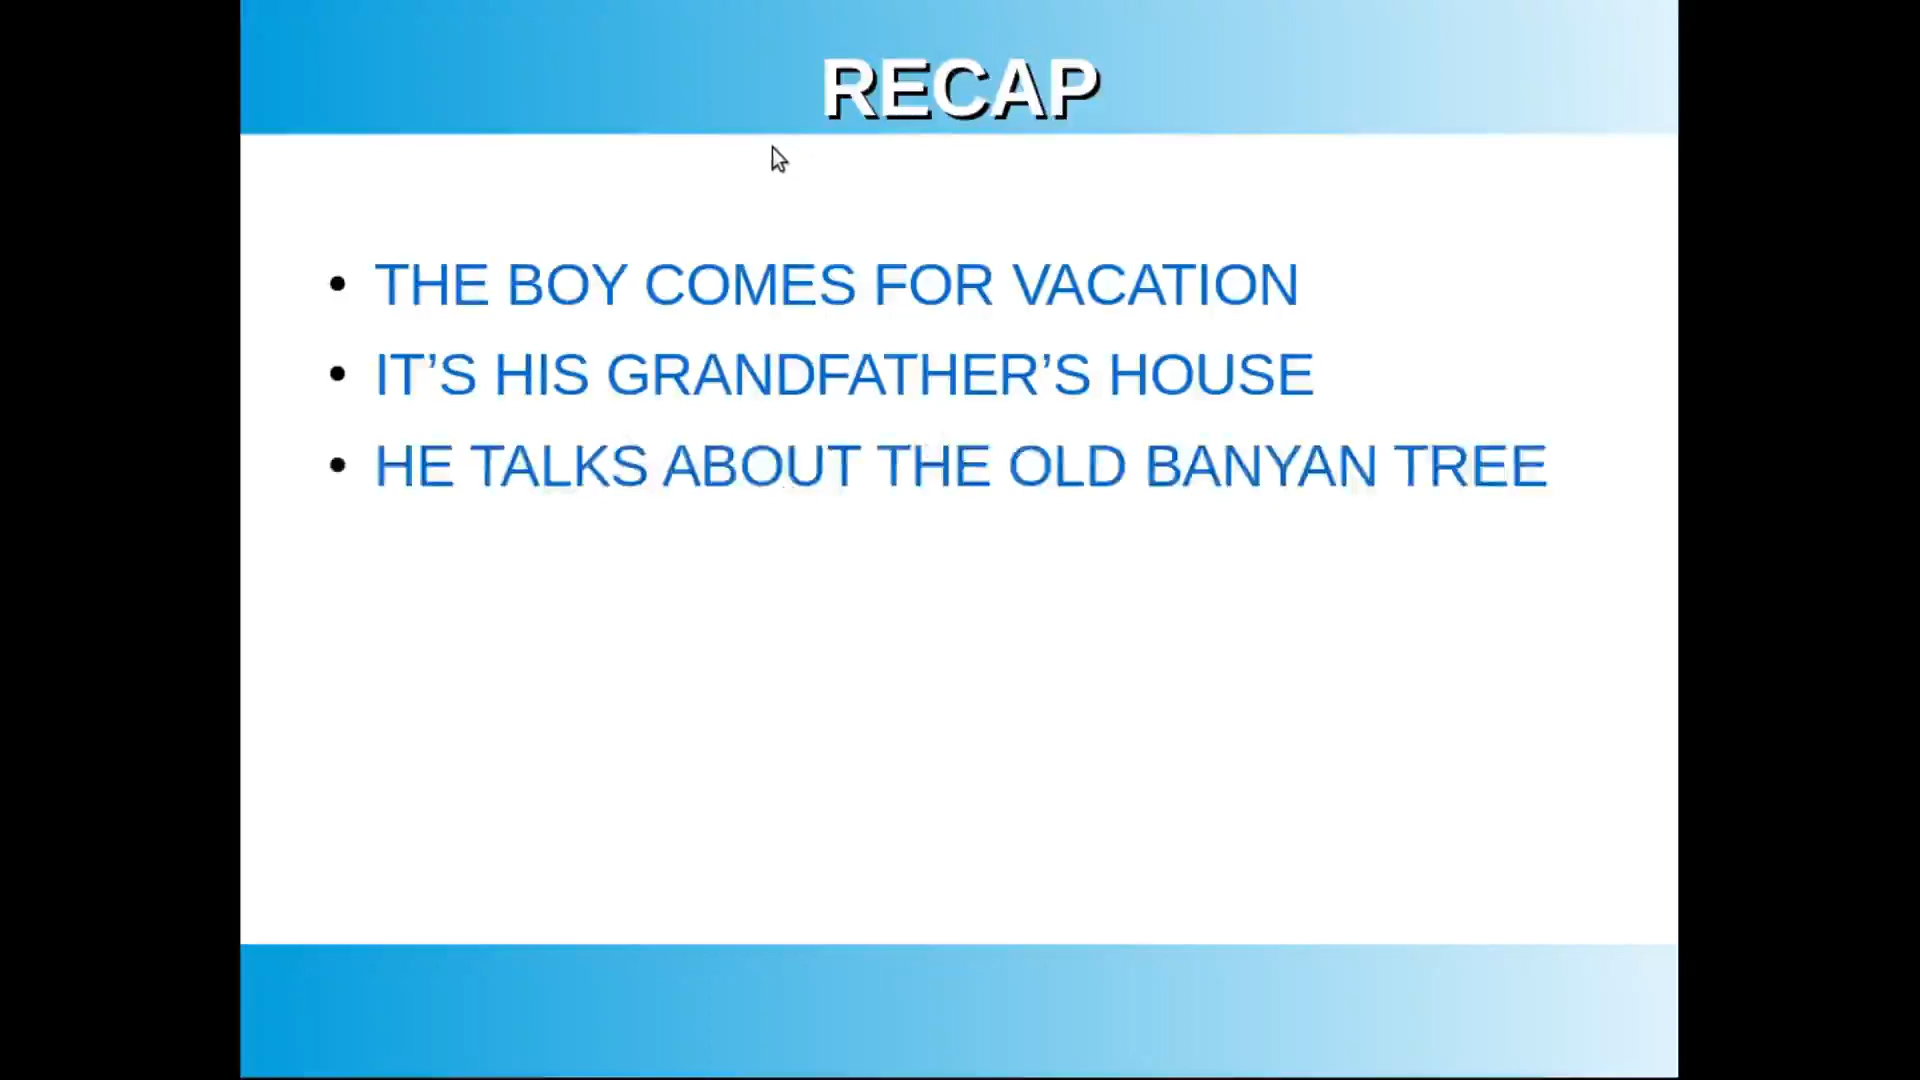 RECAP
• THE BOY COMES FOR VACATION
• IT’S HIS GRANDFATHER’S HOUSE
• HE TALKS ABOUT THE OLD BANYAN TREE